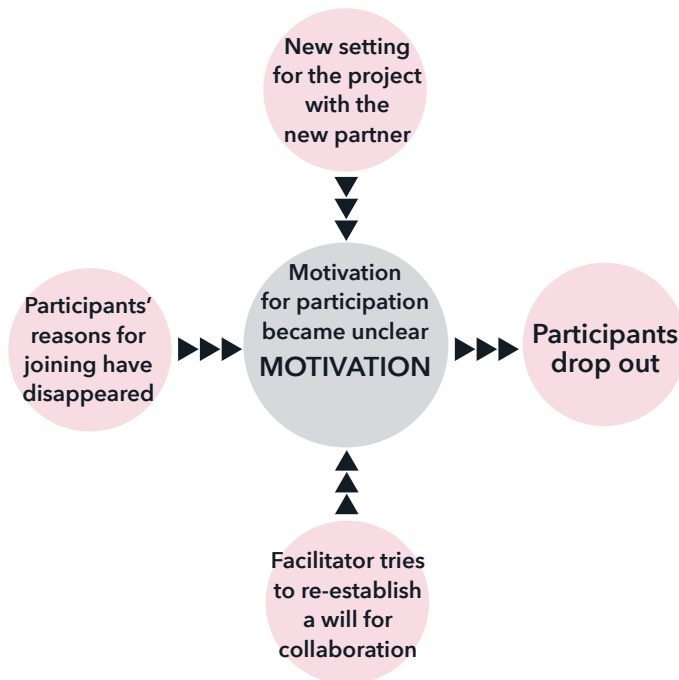 New setting
for the project
with the
new partner
Participants’
reasons for
joining have
disappeared
Motivation
for participation
became unclear
MOTIVATION
Participants
drop out
Facilitator tries
to re-establish
a will for
collaboration